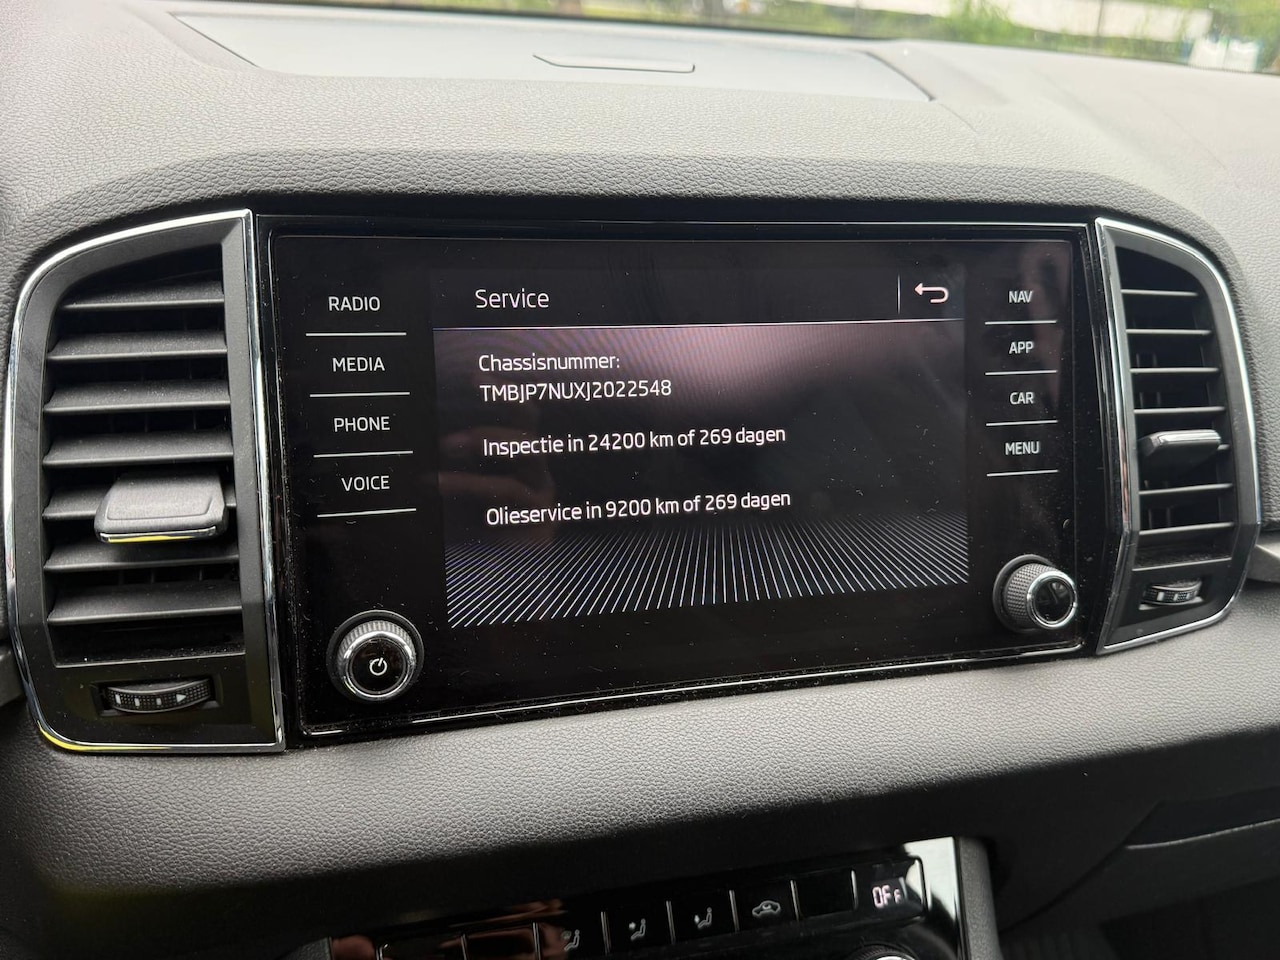 RADIO
MEDIA
PHONE
VOICE
Service
Chassisnummer:
TMBJP7NUXJ2022548
Inspectie in 24200 km of 269 dagen
Olieservice in 9200 km of 269 dagen
NAV
APP
CAR
MENU
OFF